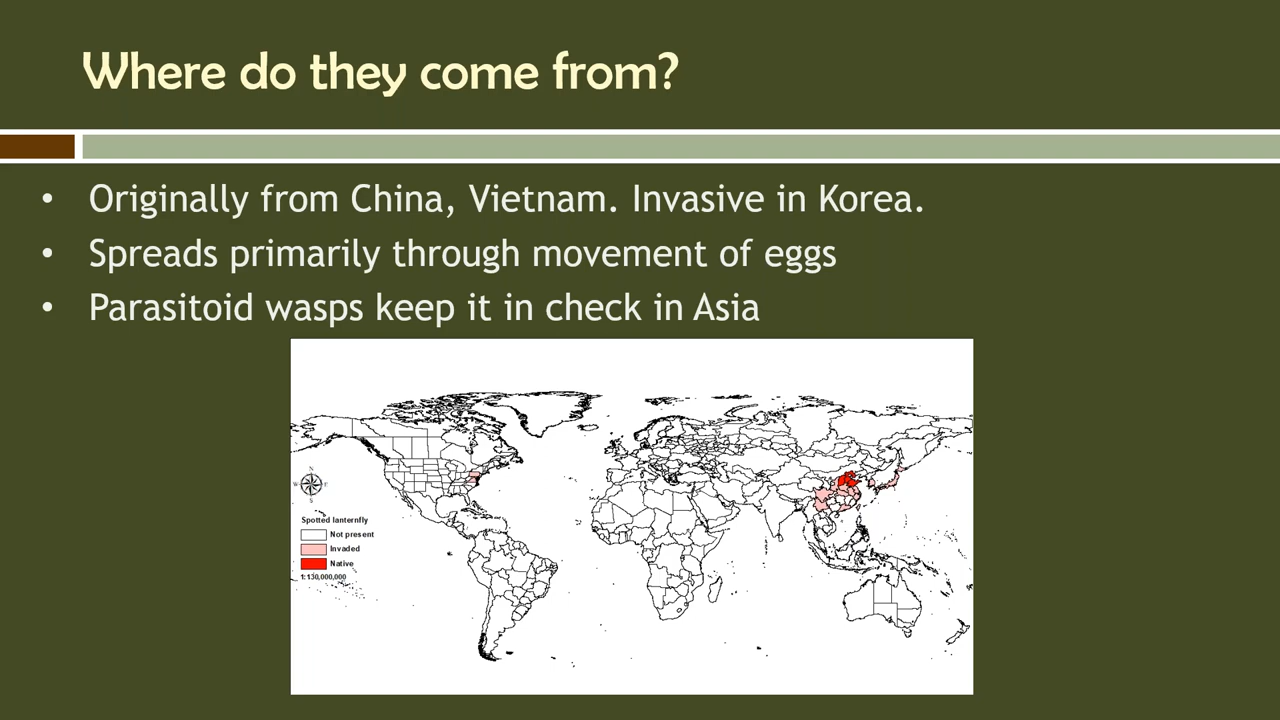 Where do they come from?
• Originally from China, Vietnam. Invasive in Korea.
• Spreads primarily through movement of eggs
• Parasitoid wasps keep it in check in Asia
N
W E
S
Spotted lanternfly
Not present
Invaded
Native
1:130,000,000